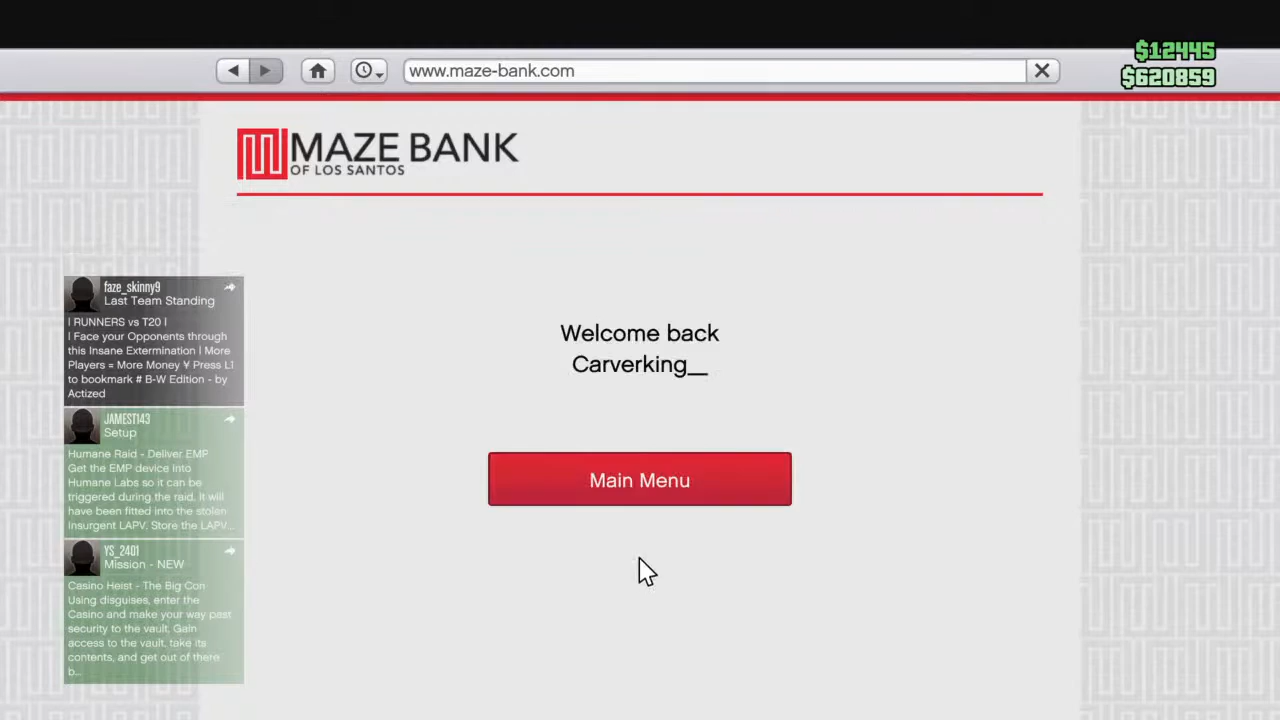 $12445
www.maze-bank.com
$620859
MAZE BANK
OF LOS SANTOS
Welcome back
Carverking__
Main Menu
faze_skinny9
Last Team Standing
| RUNNERS vs T20 |
| Face your Opponents through
this Insane Extermination | More
Players = More Money ¥ Press L1
to bookmark # B-W Edition - by
Actized
JAMEST143
Setup
Humane Raid - Deliver EMP
Get the EMP device into
Humane Labs so it can be
triggered during the raid. It will
have been fitted into the stolen
Insurgent LAPV. Store the LAPV...
YS_2401
Mission - NEW
Casino Heist - The Big Con
Using disguises, enter the
Casino and make your way past
security to the vault. Gain
access to the vault, take its
contents, and get out of there
b...